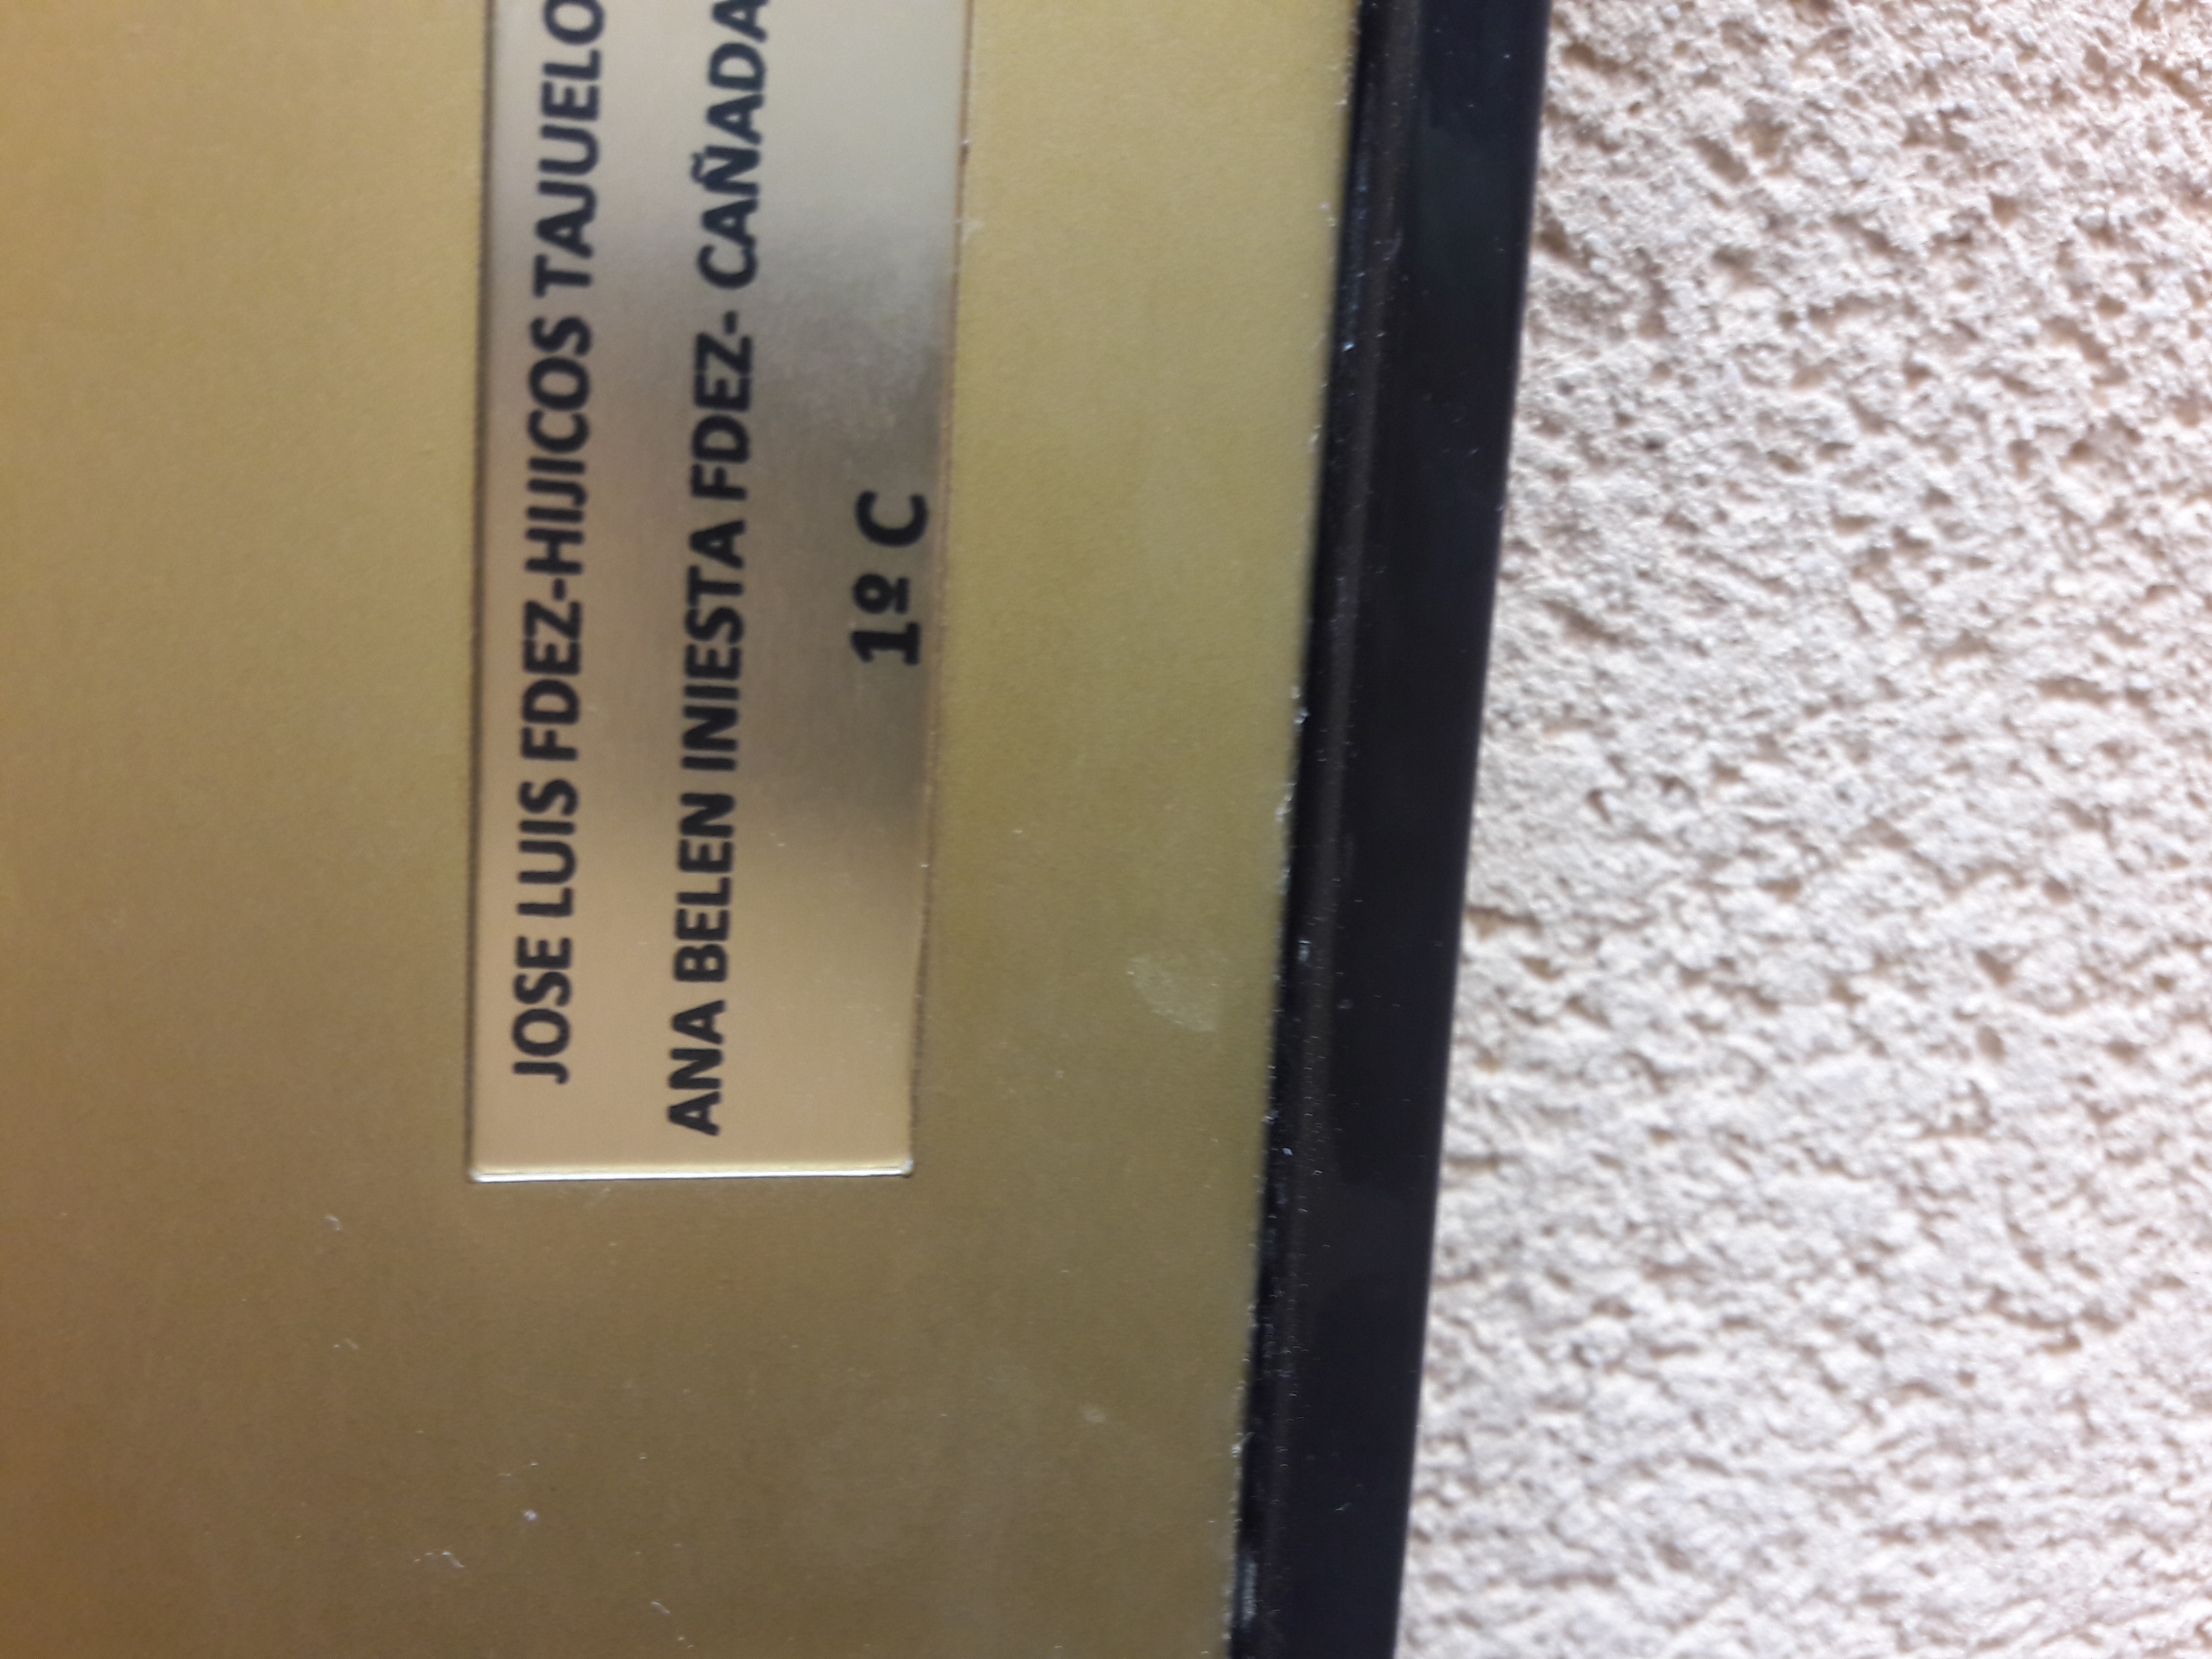 JOSE LUIS FDEZ-HIJICOS TAJUELO
ANA BELEN INIESTA FDEZ- CAÑADA
1º C